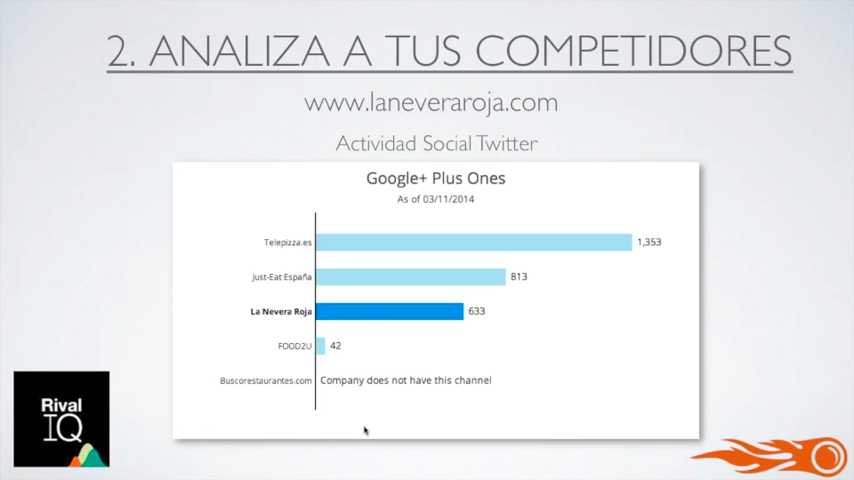 2. ANALIZA A TUS COMPETIDORES
www.laneveraroja.com
Actividad Social Twitter
Google+ Plus Ones
As of 03/11/2014
Telepizza.es 1,353
Just-Eat España 813
La Nevera Roja 633
FOOD2U 42
Buscorestaurantes.com Company does not have this channel
Rival
IQ